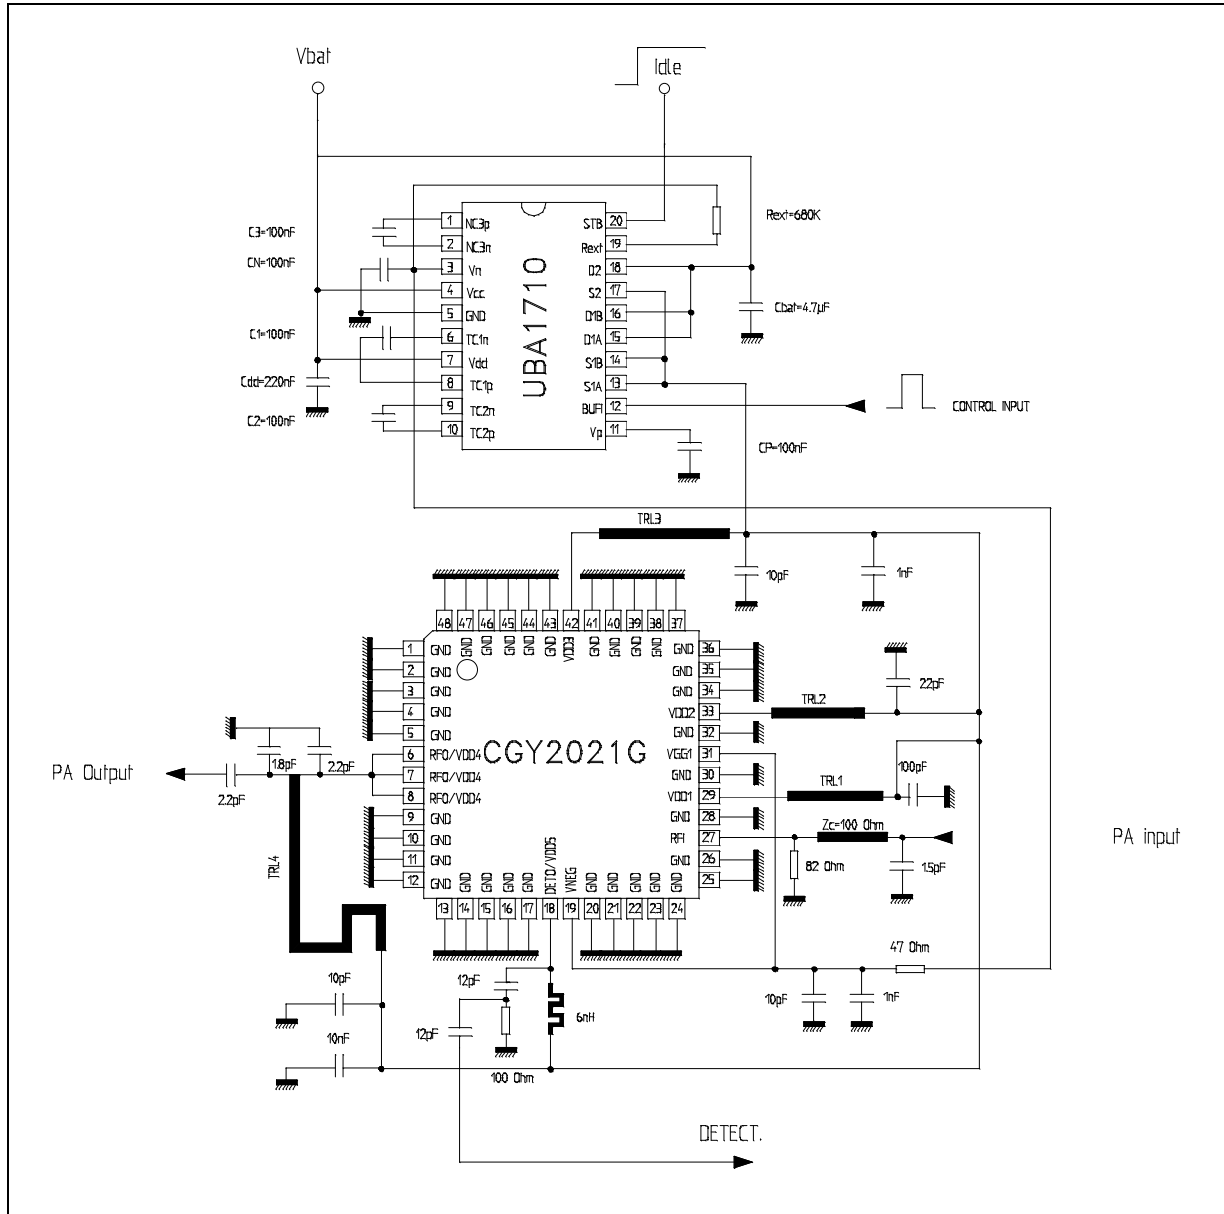 Vbat
Idle
Rext=680K
C3=100nF
CN=100nF
C1=100nF
Cdd=220nF
C2=100nF
1 NC3p
2 NC3n
3 Vn
4 Vcc
5 GND
6 TC1n
7 Vdd
8 TC1p
9 TC2n
10 TC2p
UBA1710
STB 20
Rext 19
D2 18
S2 17
D1B 16
D1A 15
S1B 14
S1A 13
BUFI 12
Vp 11
Cbat=4.7µF
CONTROL INPUT
CP=100nF
TRL3
10pF
1nF
48 47 46 45 44 43 42 41 40 39 38 37
GND GND GND GND GND VDD3 GND GND GND GND
1 GND
2 GND
3 GND
4 GND
5 GND
6 RFO/VDD4
7 RFO/VDD4
8 RFO/VDD4
9 GND
10 GND
11 GND
12 GND
CGY2021G
GND 36
GND 35
GND 34
VDD2 33
GND 32
VGG1 31
GND 30
VDD1 29
GND 28
RFI 27
GND 26
GND 25
TRL2
22pF
TRL1
100pF
Zc=100 Ohm
82 Ohm
1.5pF
PA input
PA Output
1.8pF
2.2pF
22pF
TRL4
GND GND GND GND DETO/VDD5 VNEG GND GND GND GND GND
13 14 15 16 17 18 19 20 21 22 23 24
47 Ohm
10pF
1nF
10pF
10nF
12pF
12pF
6nH
100 Ohm
DETECT.